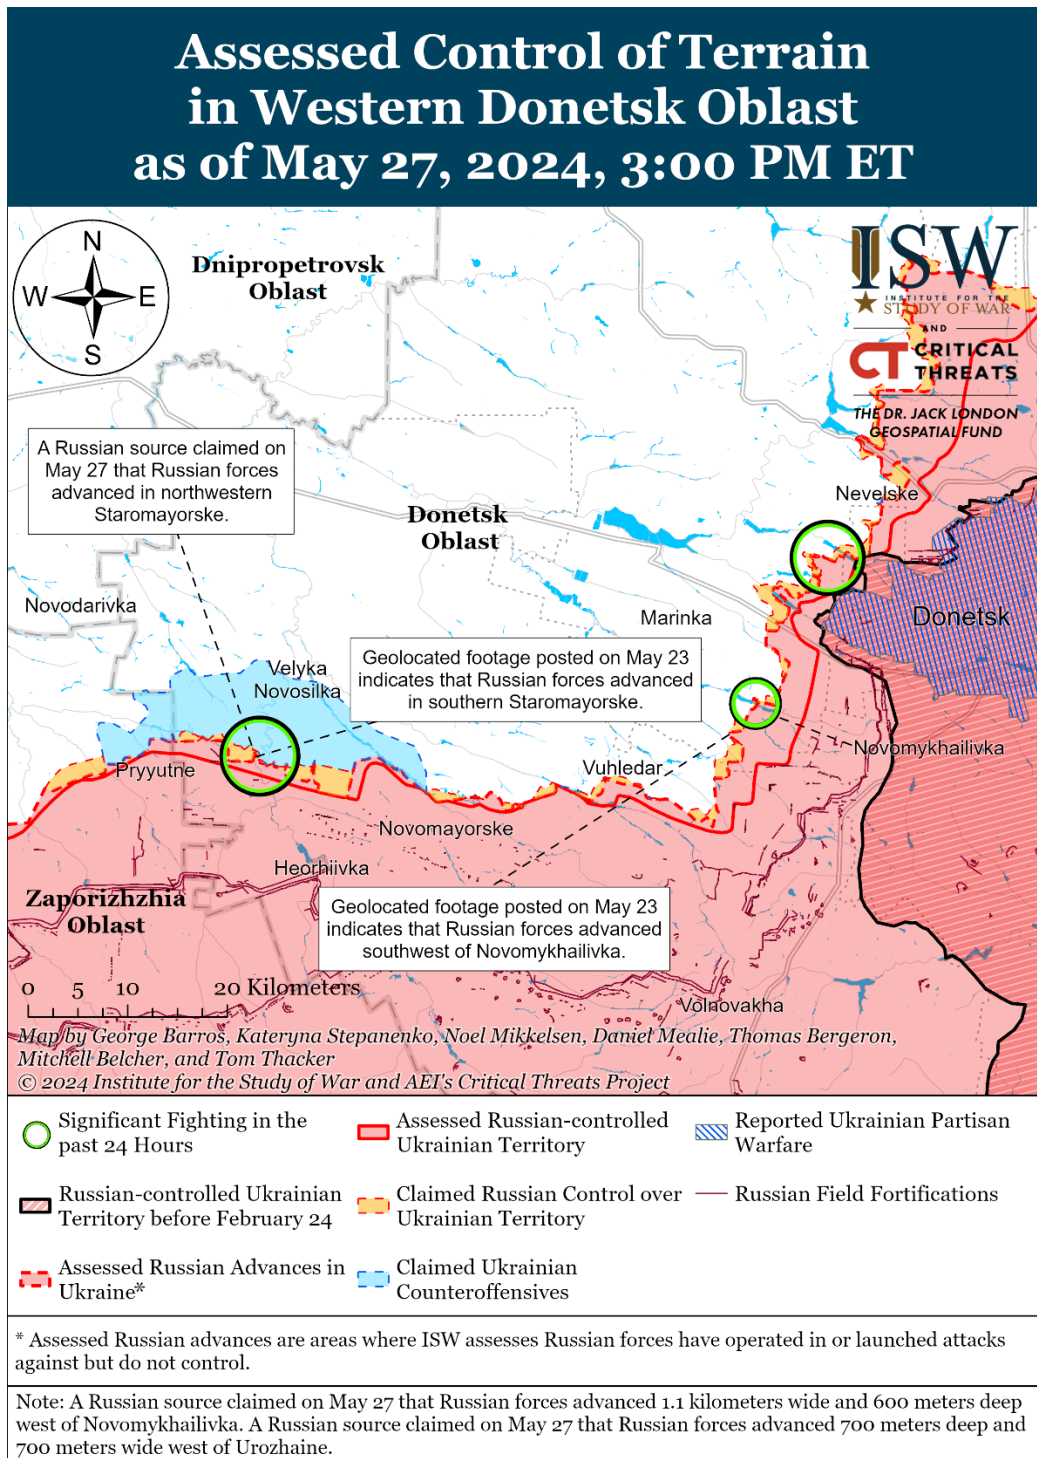 Assessed Control of Terrain
in Western Donetsk Oblast
as of May 27, 2024, 3:00 PM ET
N
W
E
S
Dnipropetrovsk
Oblast
ISW
INSTITUTE FOR THE
STUDY OF WAR
AND
CT CRITICAL
THREATS
THE DR. JACK LONDON
GEOSPATIAL FUND
A Russian source claimed on
May 27 that Russian forces
advanced in northwestern
Staromayorske.
Nevelske
Donetsk
Oblast
Novodarivka
Marinka
Donetsk
Velyka
Novosilka
Geolocated footage posted on May 23
indicates that Russian forces advanced
in southern Staromayorske.
Novomykhailivka
Pryyutne
Vuhledar
Novomayorske
Heorhiivka
Zaporizhzhia
Oblast
Geolocated footage posted on May 23
indicates that Russian forces advanced
southwest of Novomykhailivka.
0 5 10 20 Kilometers
Volnovakha
Map by George Barros, Kateryna Stepanenko, Noel Mikkelsen, Daniel Mealie, Thomas Bergeron,
Mitchell Belcher, and Tom Thacker
© 2024 Institute for the Study of War and AEI's Critical Threats Project
Significant Fighting in the
past 24 Hours
Assessed Russian-controlled
Ukrainian Territory
Reported Ukrainian Partisan
Warfare
Russian-controlled Ukrainian
Territory before February 24
Claimed Russian Control over
Ukrainian Territory
Russian Field Fortifications
Assessed Russian Advances in
Ukraine*
Claimed Ukrainian
Counteroffensives
* Assessed Russian advances are areas where ISW assesses Russian forces have operated in or launched attacks
against but do not control.
Note: A Russian source claimed on May 27 that Russian forces advanced 1.1 kilometers wide and 600 meters deep
west of Novomykhailivka. A Russian source claimed on May 27 that Russian forces advanced 700 meters deep and
700 meters wide west of Urozhaine.